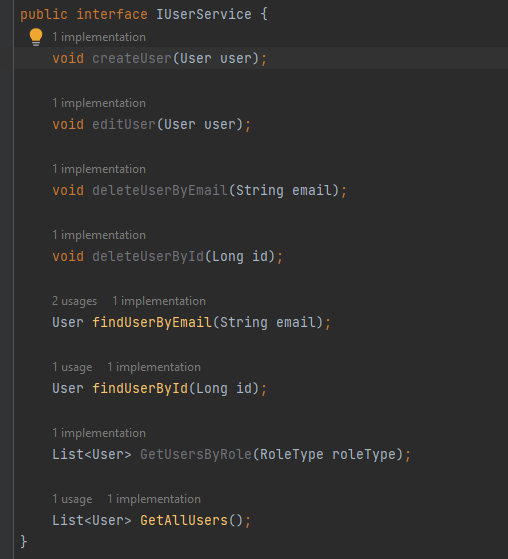 public interface IUserService {
1 implementation
void createUser(User user);
1 implementation
void editUser(User user);
1 implementation
void deleteUserByEmail(String email);
1 implementation
void deleteUserById(Long id);
2 usages 1 implementation
User findUserByEmail(String email);
1 usage 1 implementation
User findUserById(Long id);
1 implementation
List<User> GetUsersByRole(RoleType roleType);
1 usage 1 implementation
List<User> GetAllUsers();
}